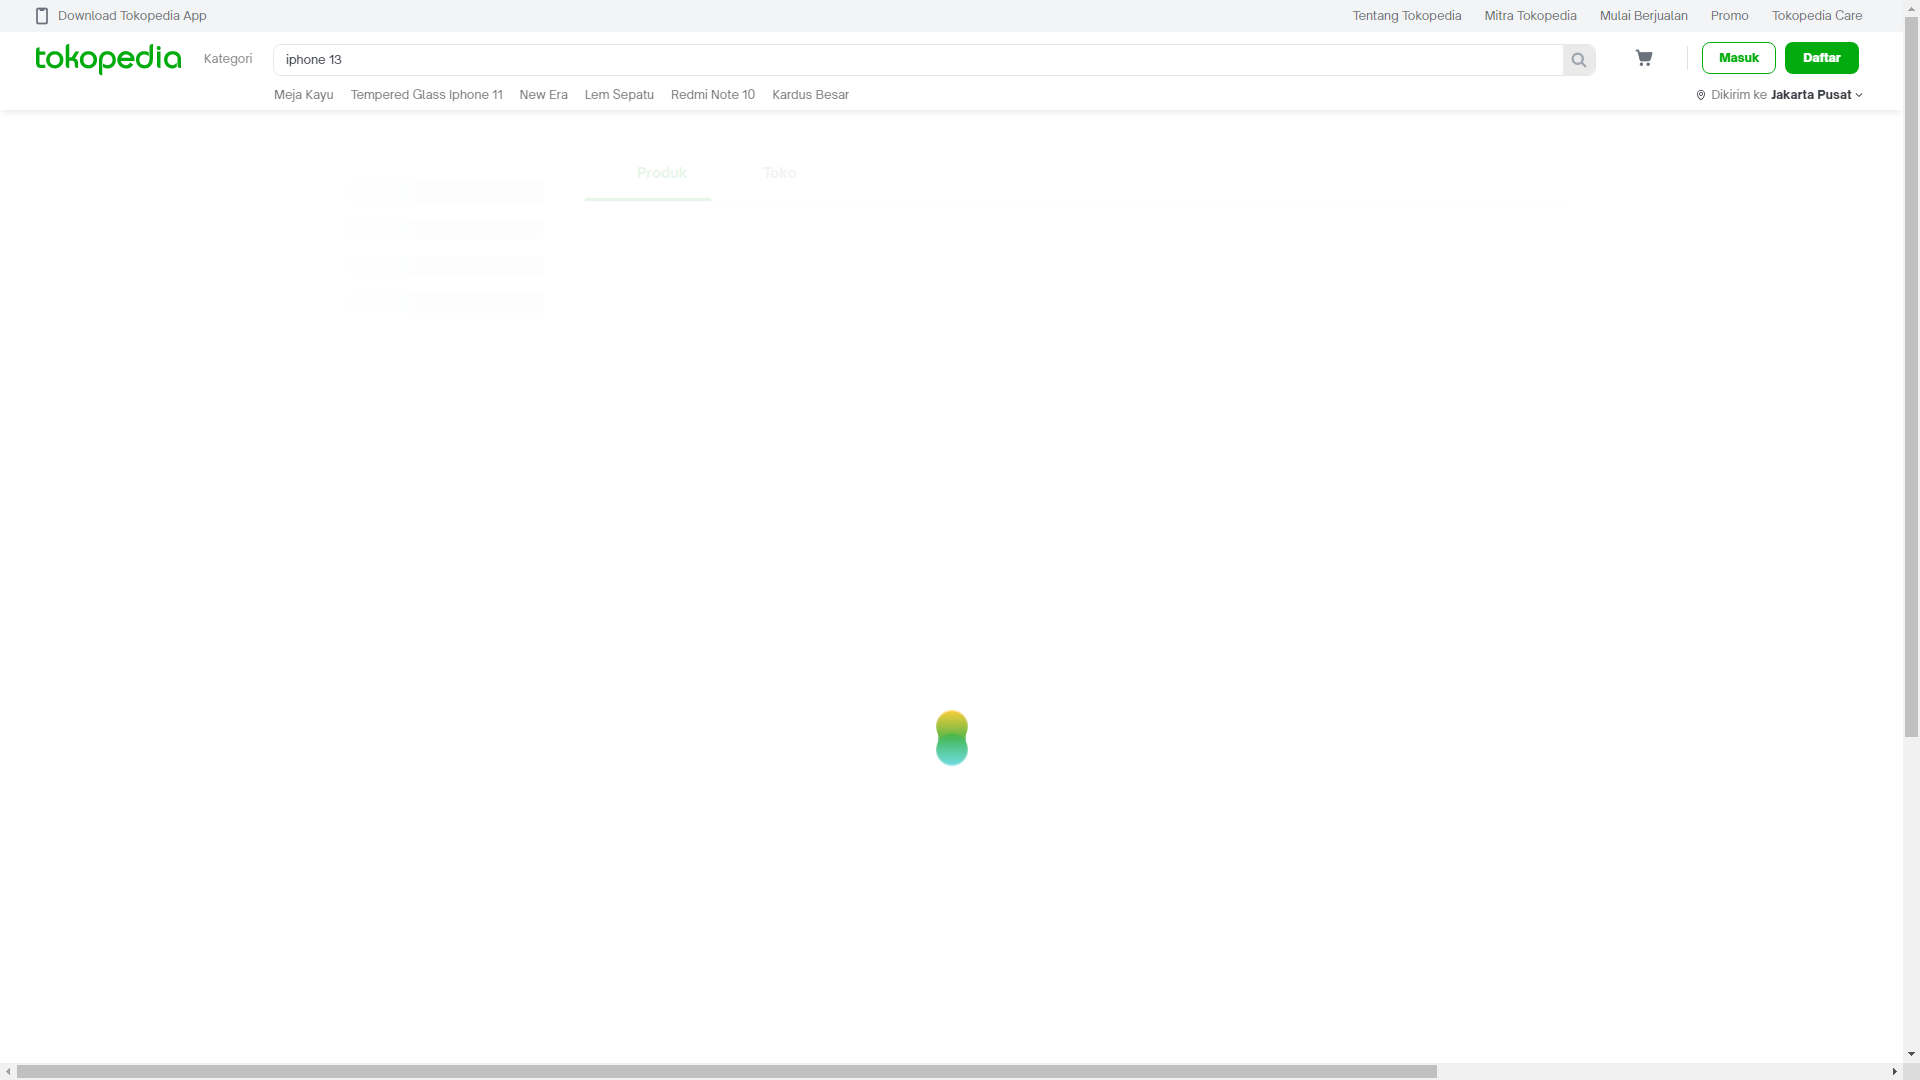 Download Tokopedia App
Tentang Tokopedia Mitra Tokopedia Mulai Berjualan Promo Tokopedia Care
tokopedia Kategori iphone 13 Masuk Daftar
Meja Kayu Tempered Glass Iphone 11 New Era Lem Sepatu Redmi Note 10 Kardus Besar
Dikirim ke Jakarta Pusat
Produk Toko